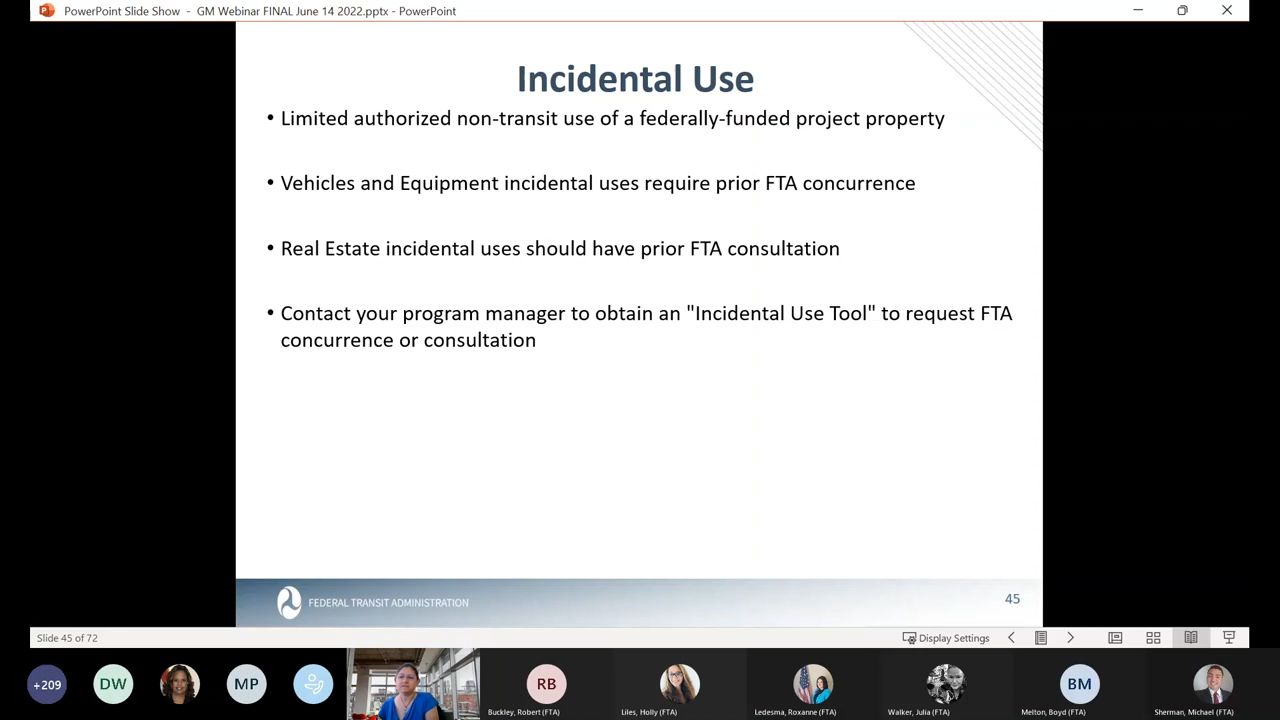 PowerPoint Slide Show - GM Webinar FINAL June 14 2022.pptx - PowerPoint
Incidental Use
• Limited authorized non-transit use of a federally-funded project property
• Vehicles and Equipment incidental uses require prior FTA concurrence
• Real Estate incidental uses should have prior FTA consultation
• Contact your program manager to obtain an "Incidental Use Tool" to request FTA
concurrence or consultation
FEDERAL TRANSIT ADMINISTRATION
45
Slide 45 of 72
Display Settings
+209
DW
MP
RB
BM
Buckley, Robert (FTA)
Liles, Holly (FTA)
Ledesma, Roxanne (FTA)
Walker, Julia (FTA)
Melton, Boyd (FTA)
Sherman, Michael (FTA)